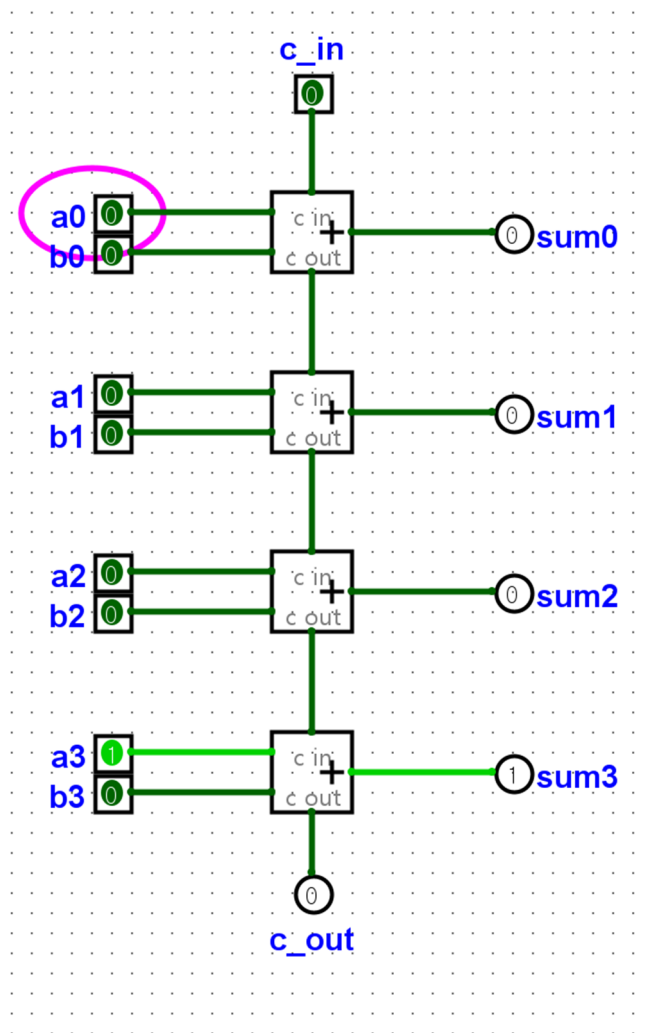 c_in
0
a0 0 c in
+ 0 sum0
b0 0 c out
a1 0 c in
+ 0 sum1
b1 0 c out
a2 0 c in
+ 0 sum2
b2 0 c out
a3 1 c in
+ 1 sum3
b3 0 c out
0
c_out